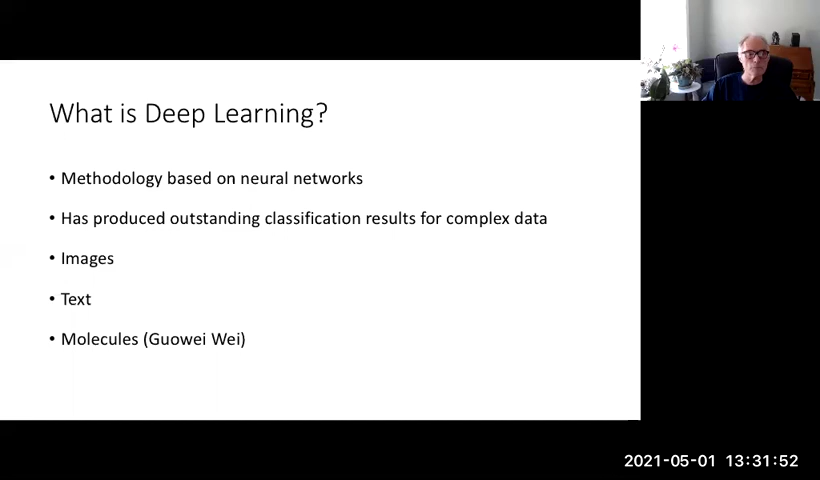 What is Deep Learning?
• Methodology based on neural networks
• Has produced outstanding classification results for complex data
• Images
• Text
• Molecules (Guowei Wei)
2021-05-01 13:31:52